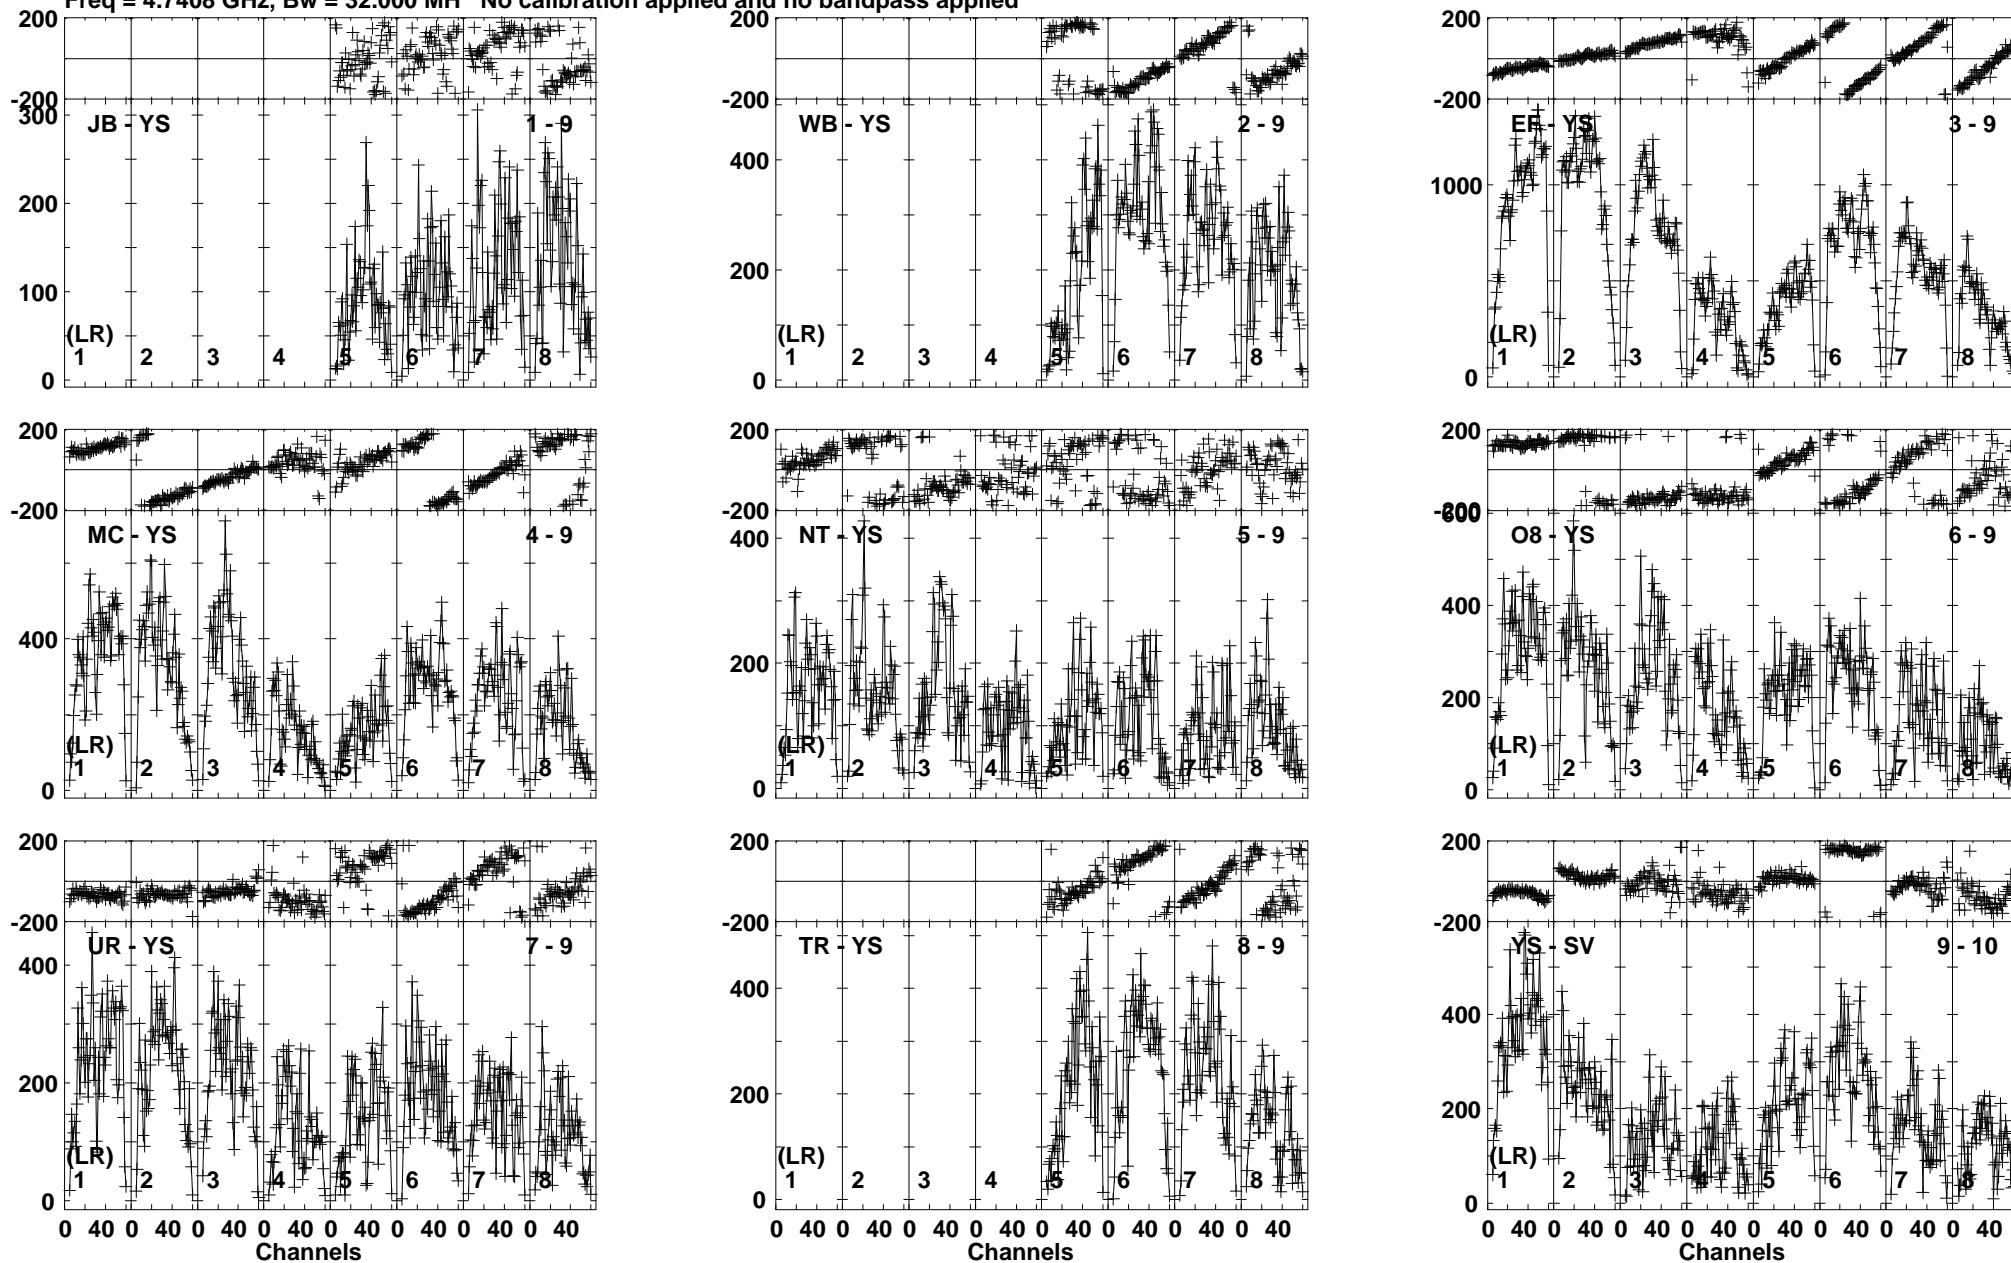 Freq = 4.7408 GHz, Bw = 32.000 MH No calibration applied and no bandpass applied
200 200 200
-200 -200 -200
300
JB - YS 1 - 9 WB - YS 2 - 9 EF - YS 3 - 9
400 1000
200
200
100
(LR) (LR) (LR)
1 2 3 4 5 6 7 8 1 2 3 4 5 6 7 8 1 2 3 4 5 6 7 8
0 0 0
200 200 200
-200 -200 -200
600
MC - YS 4 - 9 NT - YS 5 - 9 O8 - YS 6 - 9
400 400 400
200 200
(LR) (LR) (LR)
1 2 3 4 5 6 7 8 1 2 3 4 5 6 7 8 1 2 3 4 5 6 7 8
0 0 0
200 200 200
-200 -200 -200
UR - YS 7 - 9 TR - YS 8 - 9 YS - SV 9 - 10
400 400 400
200 200 200
(LR) (LR) (LR)
1 2 3 4 5 6 7 8 1 2 3 4 5 6 7 8 1 2 3 4 5 6 7 8
0 0 0
0 40 0 40 0 40 0 40 0 40 0 40 0 40 0 40 0 40 0 40 0 40 0 40 0 40 0 40 0 40 0 40 0 40 0 40 0 40 0 40 0 40 0 40 0 40 0 40
Channels Channels Channels